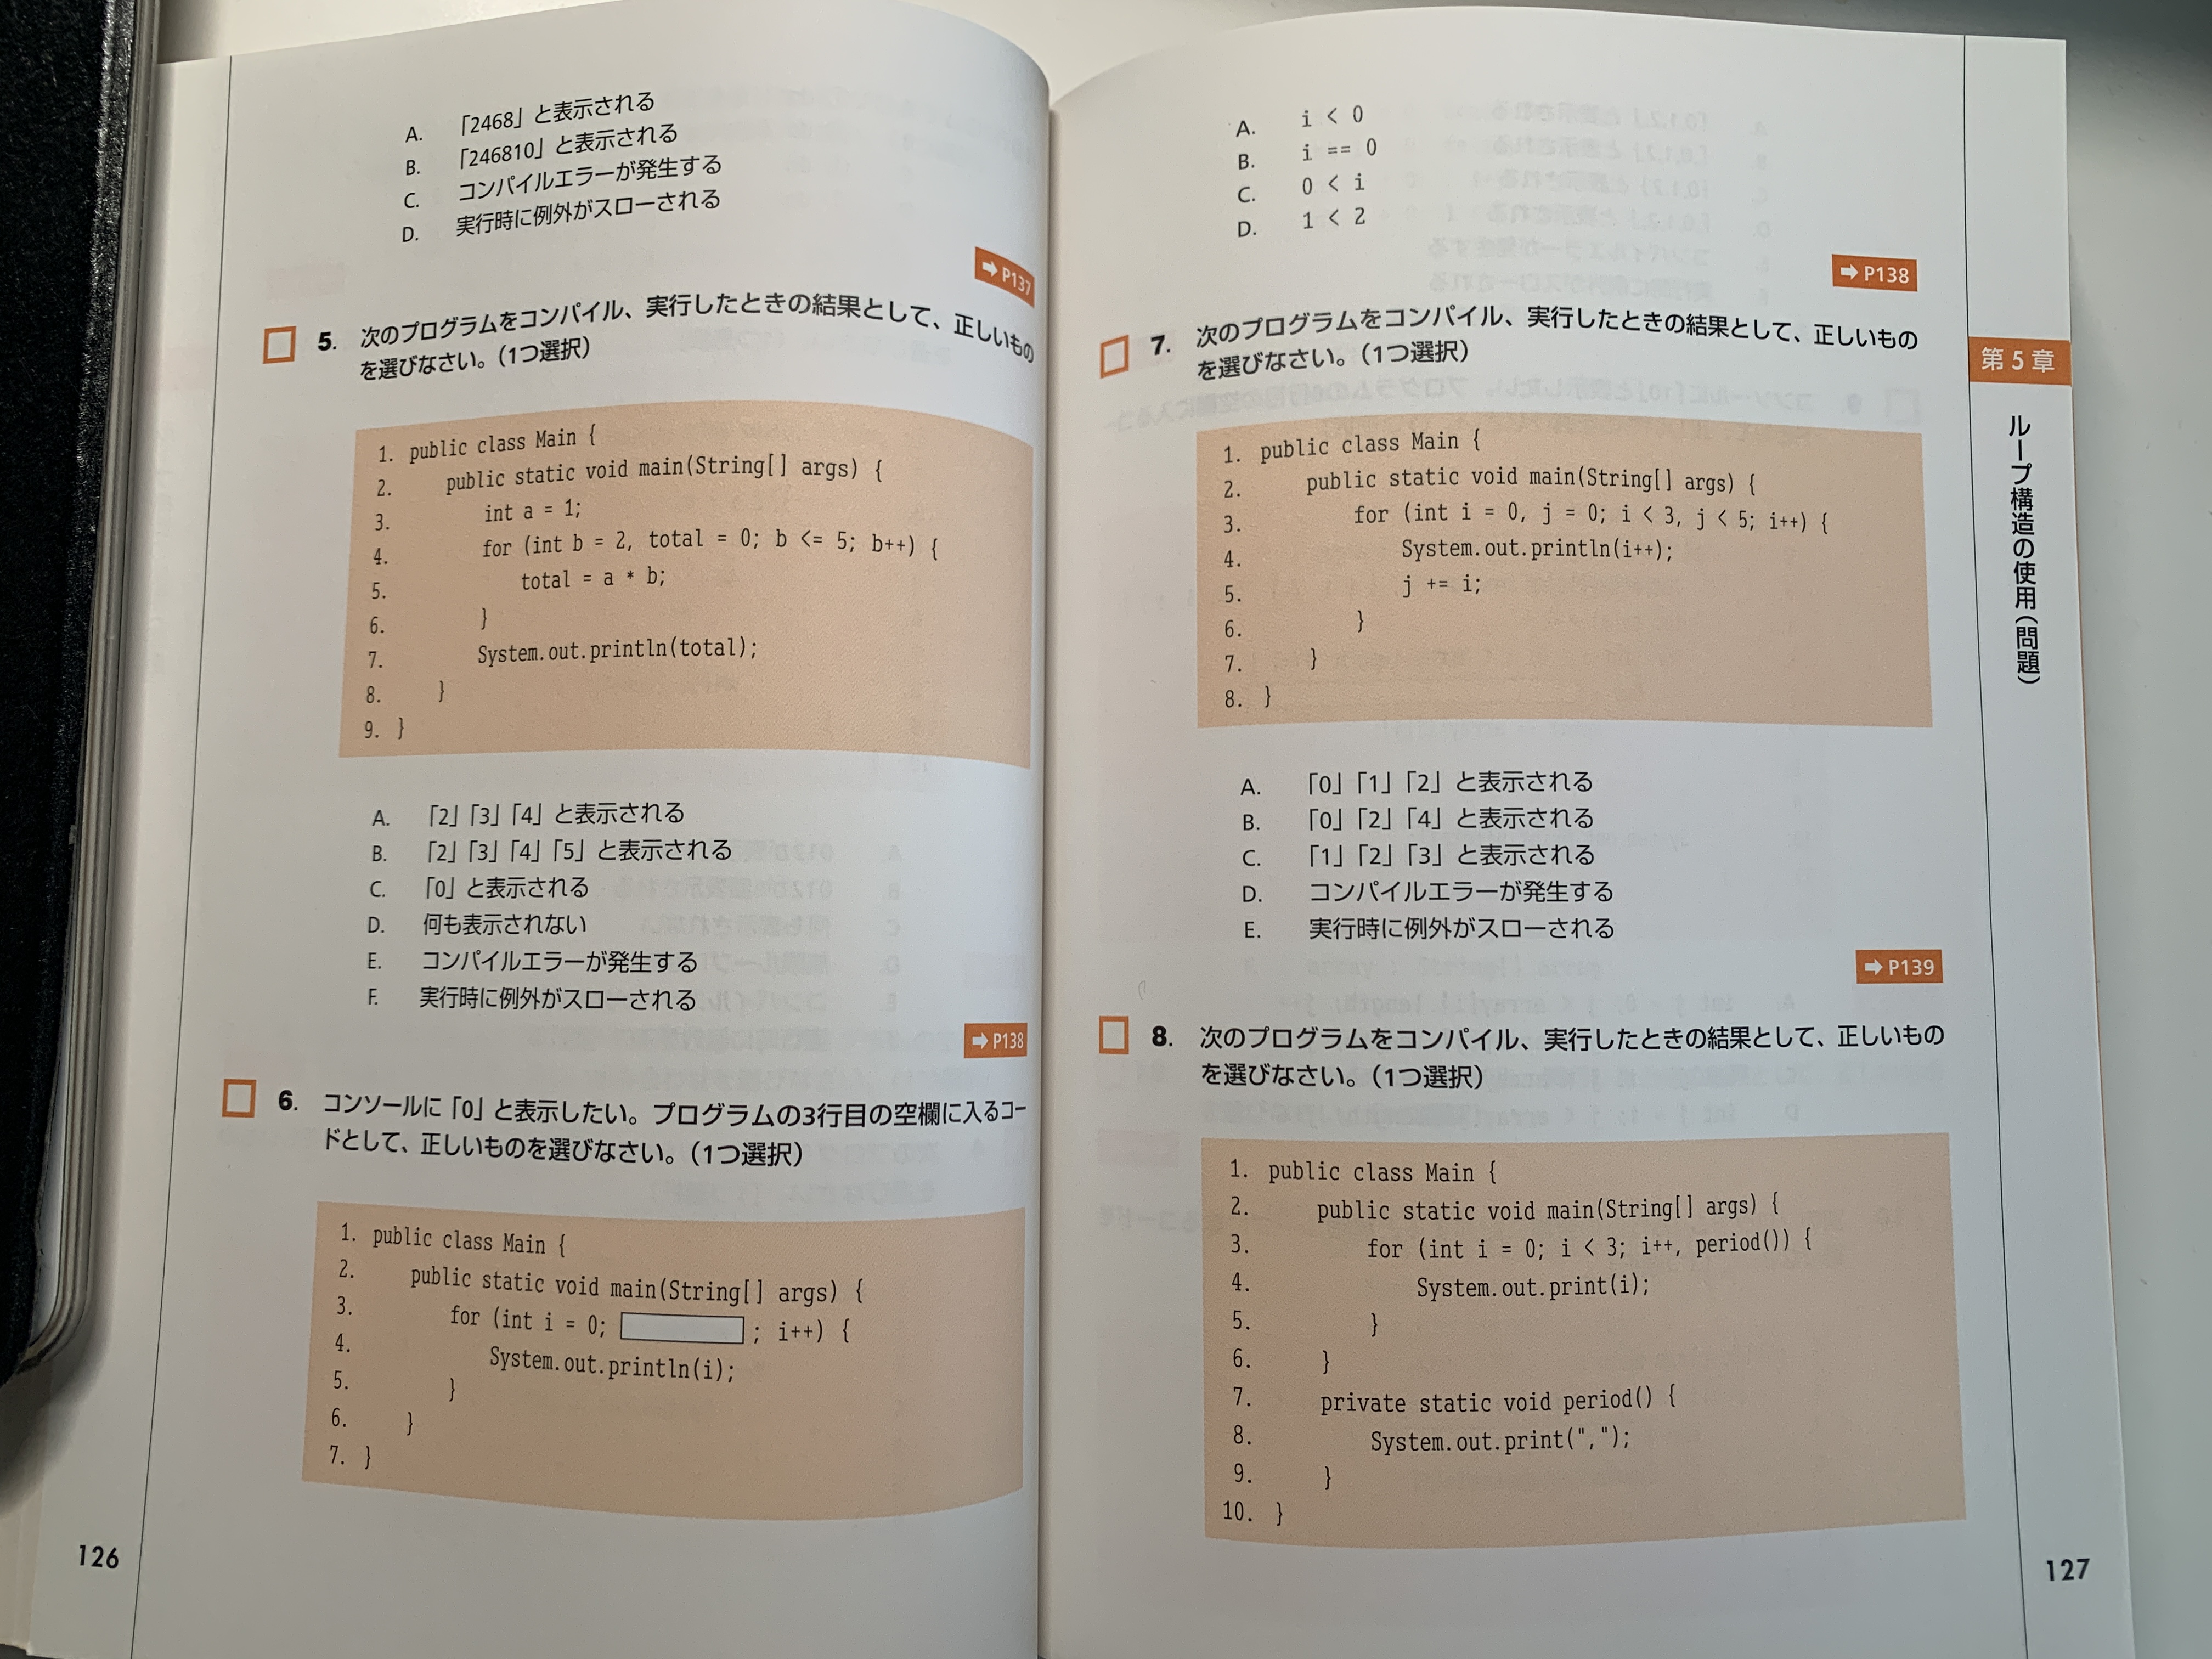 A. 「2468」と表示される
B. 「246810」と表示される
C. コンパイルエラーが発生する
D. 実行時に例外がスローされる
➡P137
5. 次のプログラムをコンパイル、実行したときの結果として、正しいもの
を選びなさい。（1つ選択）
1. public class Main {
2. public static void main(String[] args) {
3. int a = 1;
4. for (int b = 2, total = 0; b <= 5; b++) {
5. total = a * b;
6. }
7. System.out.println(total);
8. }
9. }
A. 「2」「3」「4」と表示される
B. 「2」「3」「4」「5」と表示される
C. 「0」と表示される
D. 何も表示されない
E. コンパイルエラーが発生する
F. 実行時に例外がスローされる
➡P138
6. コンソールに「0」と表示したい。プログラムの3行目の空欄に入るコー
ドとして、正しいものを選びなさい。（1つ選択）
1. public class Main {
2. public static void main(String[] args) {
3. for (int i = 0; ; i++) {
4. System.out.println(i);
5. }
6. }
7. }
126
A. i < 0
B. i == 0
C. 0 < i
D. 1 < 2
➡P138
7. 次のプログラムをコンパイル、実行したときの結果として、正しいもの
を選びなさい。（1つ選択）
1. public class Main {
2. public static void main(String[] args) {
3. for (int i = 0, j = 0; i < 3, j < 5; i++) {
4. System.out.println(i++);
5. j += i;
6. }
7. }
8. }
A. 「0」「1」「2」と表示される
B. 「0」「2」「4」と表示される
C. 「1」「2」「3」と表示される
D. コンパイルエラーが発生する
E. 実行時に例外がスローされる
➡P139
8. 次のプログラムをコンパイル、実行したときの結果として、正しいもの
を選びなさい。（1つ選択）
1. public class Main {
2. public static void main(String[] args) {
3. for (int i = 0; i < 3; i++, period()) {
4. System.out.print(i);
5. }
6. }
7. private static void period() {
8. System.out.print(",");
9. }
10. }
第5章
ループ構造の使用（問題）
127